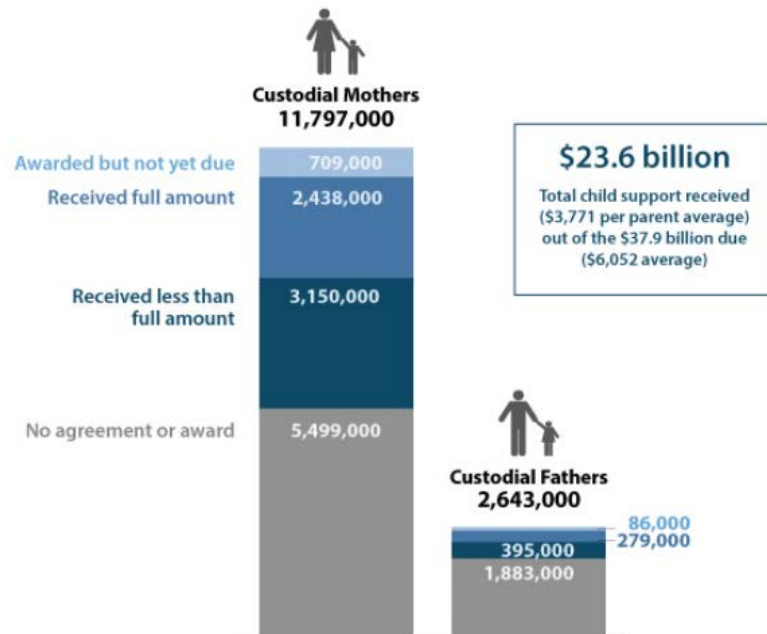 Custodial Mothers
11,797,000
Awarded but not yet due
709,000
Received full amount
2,438,000
Received less than
full amount
3,150,000
No agreement or award
5,499,000
$23.6 billion
Total child support received
($3,771 per parent average)
out of the $37.9 billion due
($6,052 average)
Custodial Fathers
2,643,000
86,000
279,000
395,000
1,883,000